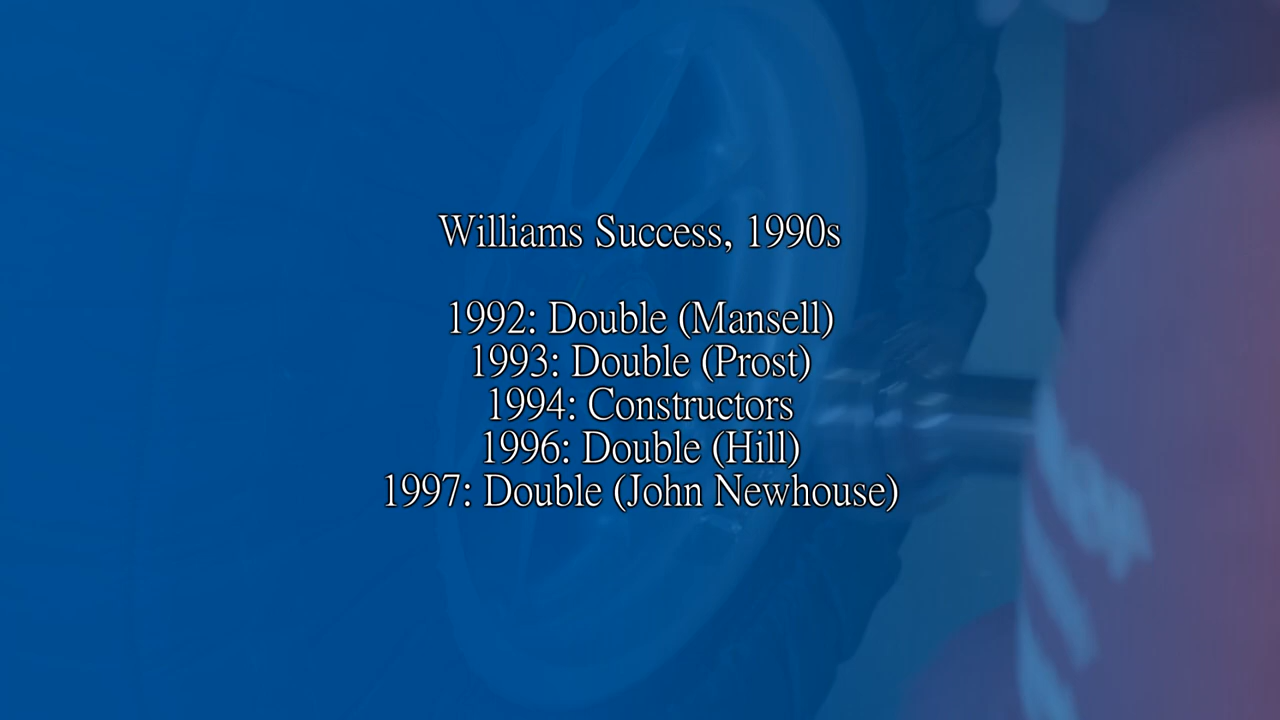 Williams Success, 1990s
1992: Double (Mansell)
1993: Double (Prost)
1994: Constructors
1996: Double (Hill)
1997: Double (John Newhouse)